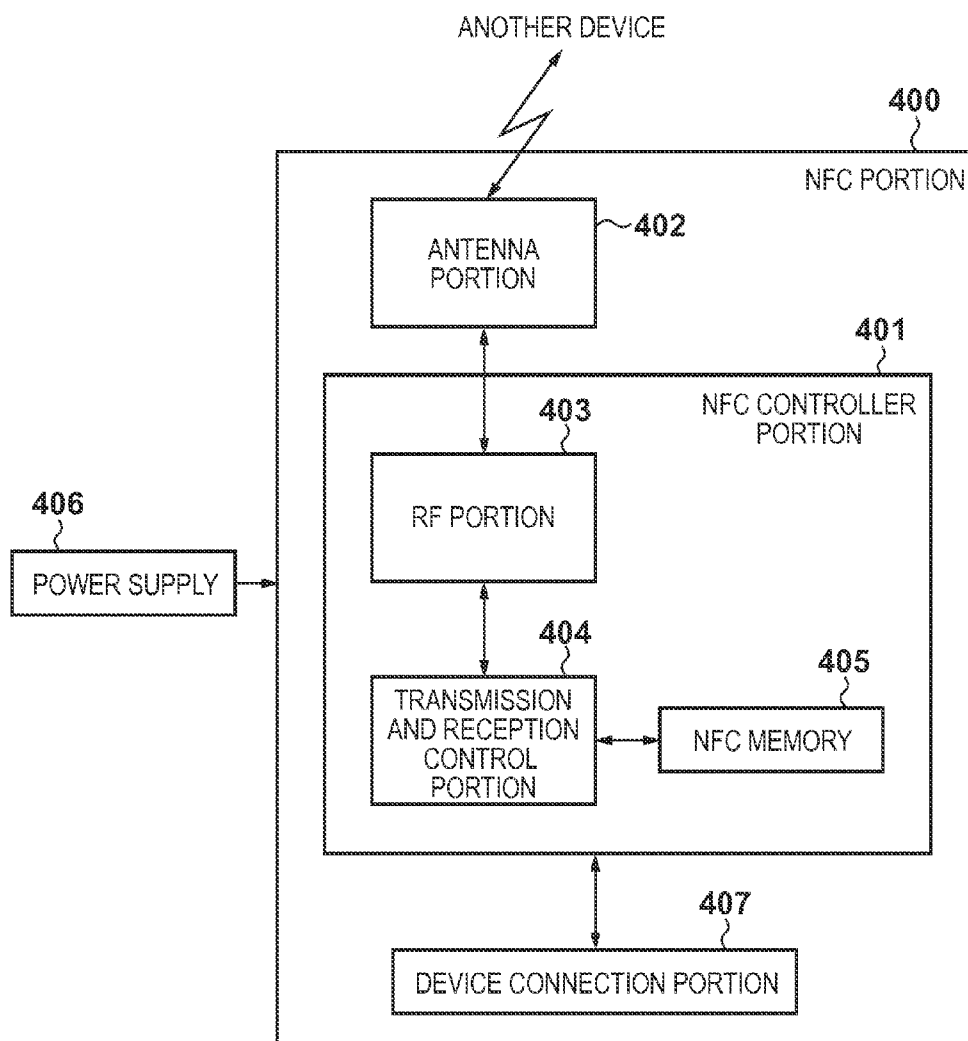 ANOTHER DEVICE
400
NFC PORTION
402
ANTENNA
PORTION
401
NFC CONTROLLER
PORTION
403
RF PORTION
406
POWER SUPPLY
404
TRANSMISSION
AND RECEPTION
CONTROL
PORTION
405
NFC MEMORY
407
DEVICE CONNECTION PORTION